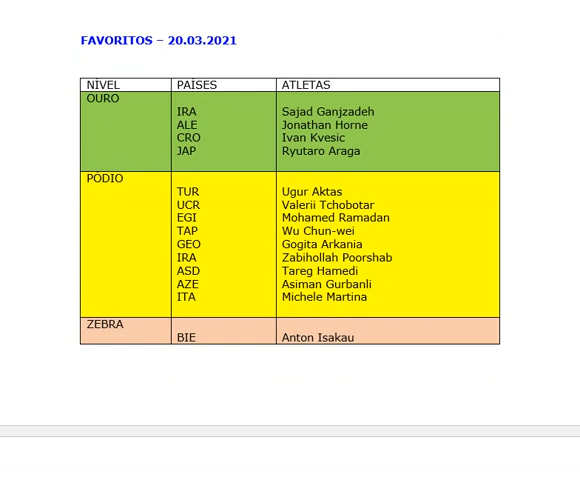 FAVORITOS – 20.03.2021
NÍVEL PAÍSES ATLETAS
OURO
IRA Sajad Ganjzadeh
ALE Jonathan Horne
CRO Ivan Kvesic
JAP Ryutaro Araga
PÓDIO
TUR Ugur Aktas
UCR Valerii Tchobotar
EGI Mohamed Ramadan
TAP Wu Chun-wei
GEO Gogita Arkania
IRA Zabihollah Poorshab
ASD Tareg Hamedi
AZE Asiman Gurbanli
ITA Michele Martina
ZEBRA
BIE Anton Isakau